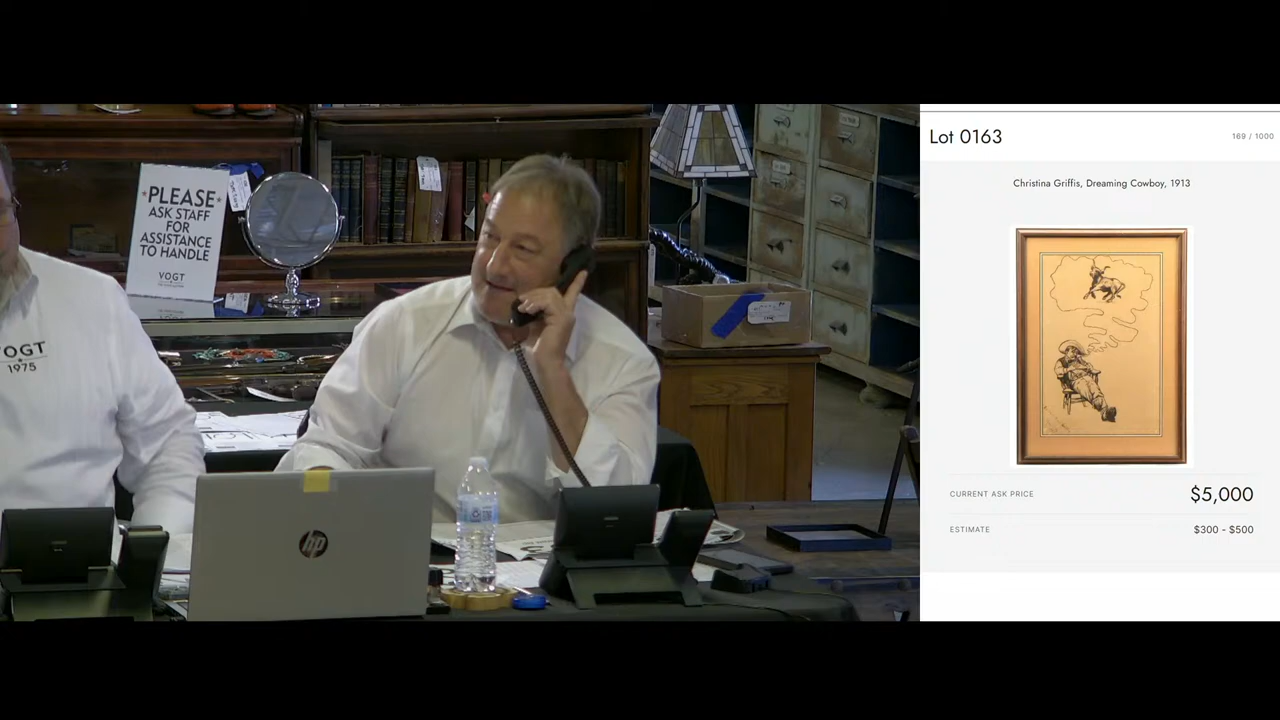 PLEASE
ASK STAFF
FOR
ASSISTANCE
TO HANDLE
VOGT
OGT
1975
hp
Lot 0163
169 / 1000
Christina Griffis, Dreaming Cowboy, 1913
CURRENT ASK PRICE
$5,000
ESTIMATE
$300 - $500